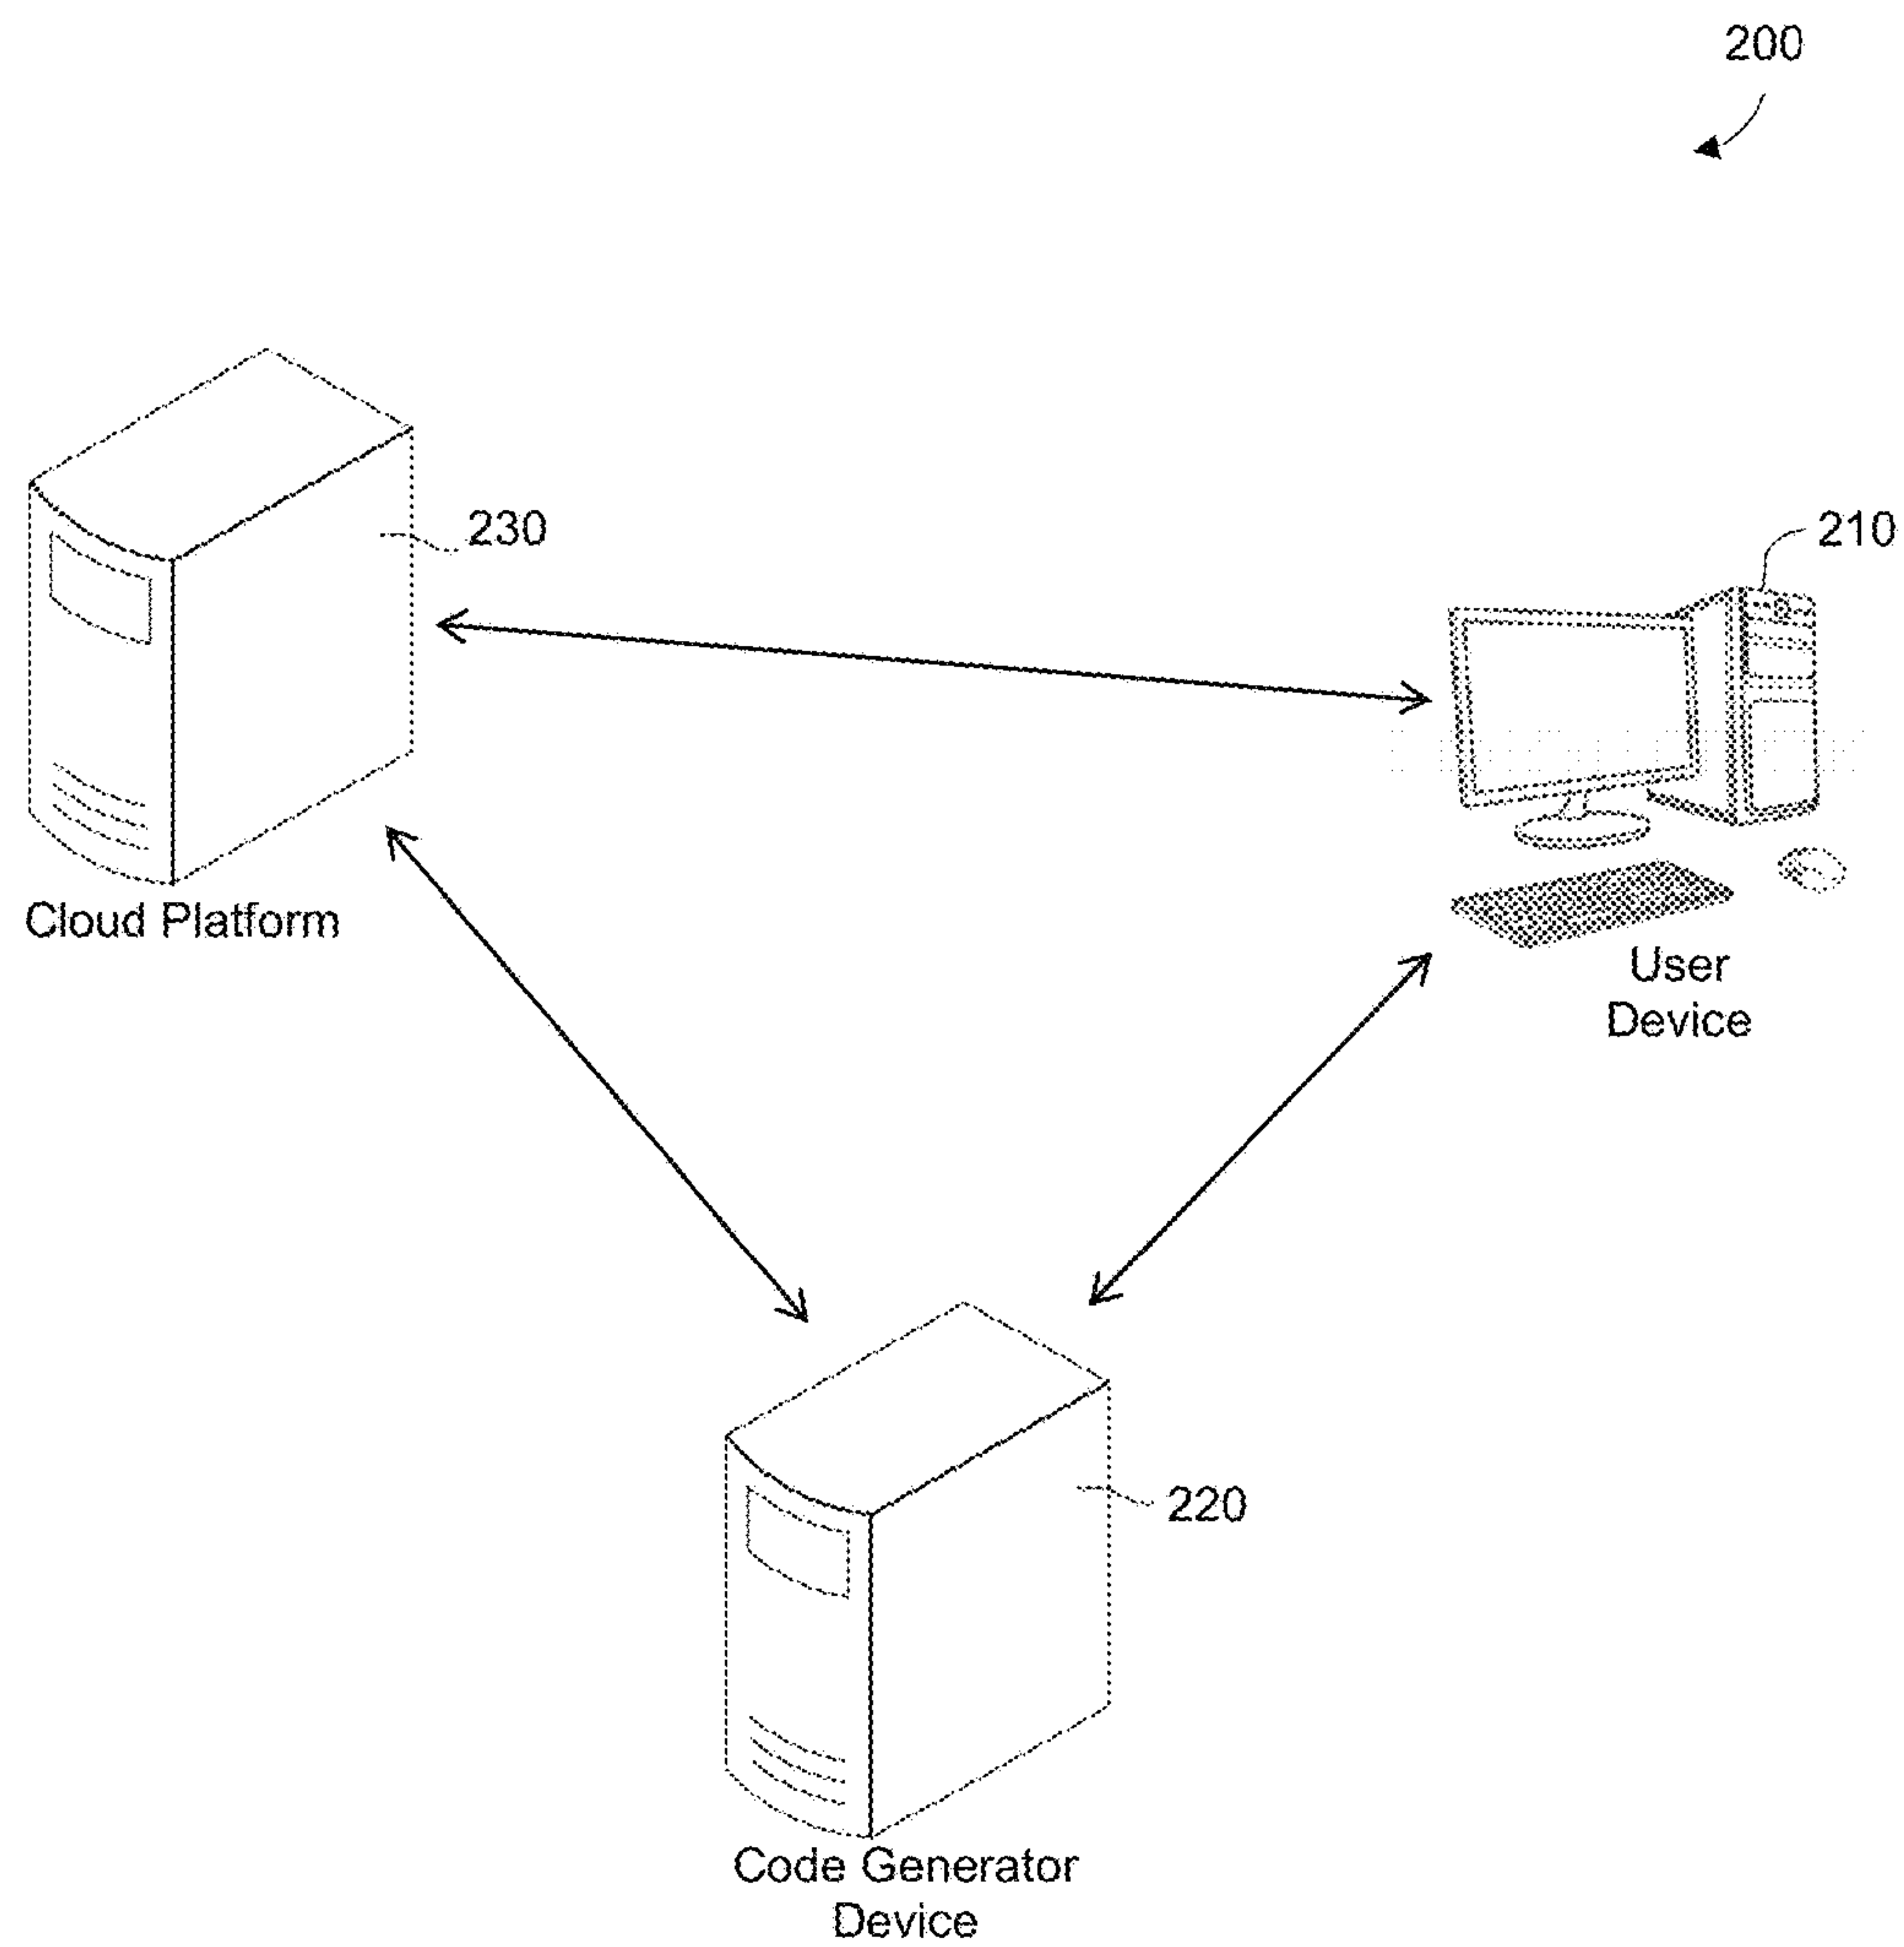 200
230
210
Cloud Platform
User
Device
220
Code Generator
Device